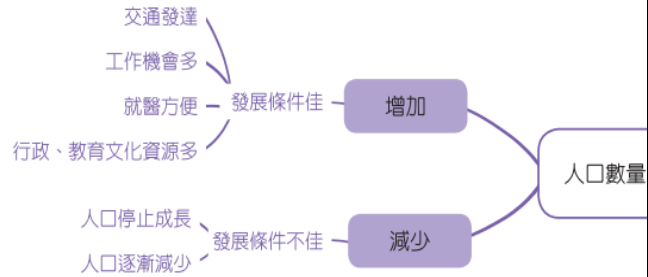 交通發達
工作機會多
就醫方便
行政、教育文化資源多
發展條件佳
增加
人口數量
人口停止成長
人口逐漸減少
發展條件不佳
減少